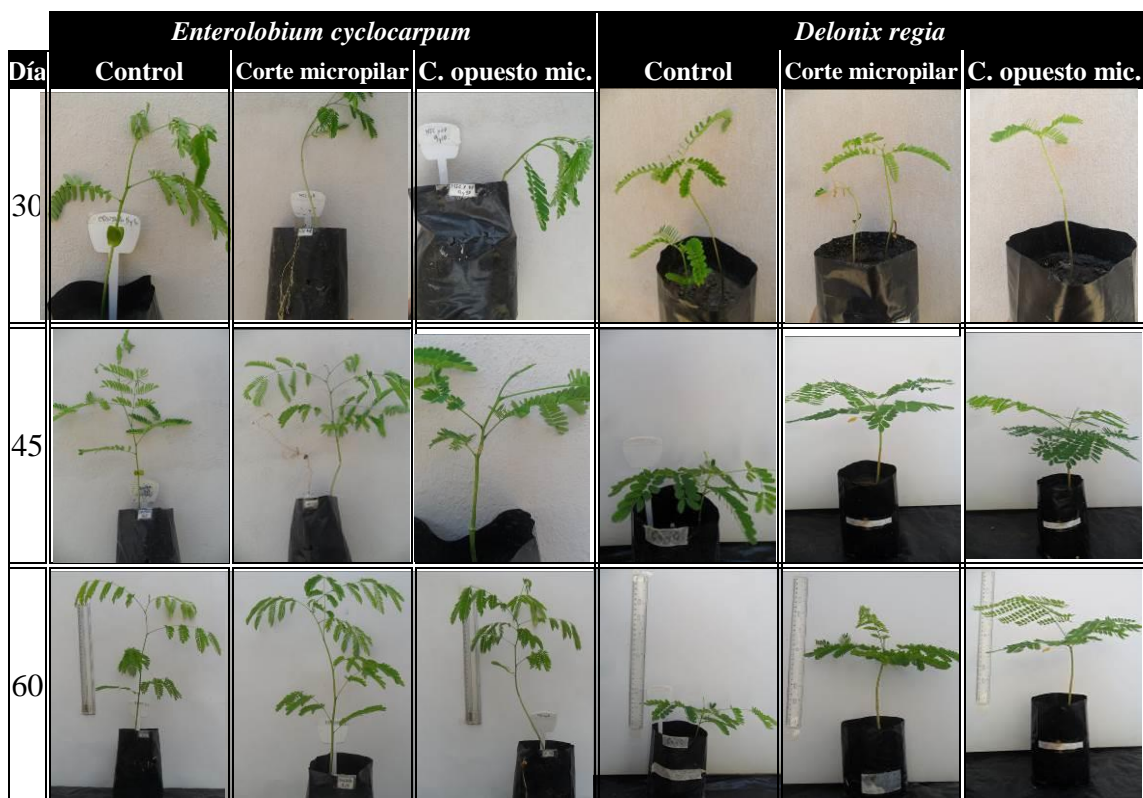 Enterolobium cyclocarpum Delonix regia
Día Control Corte micropilar C. opuesto mic. Control Corte micropilar C. opuesto mic.
30
45
60